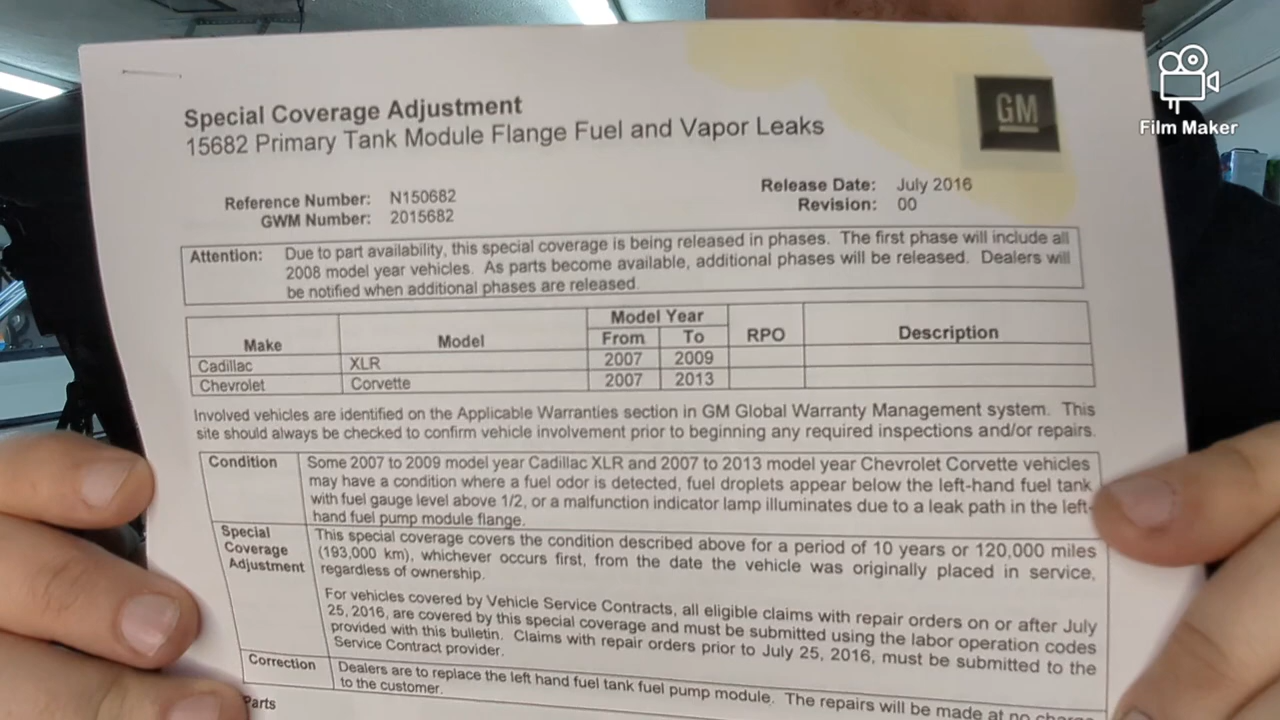 Special Coverage Adjustment
15682 Primary Tank Module Flange Fuel and Vapor Leaks
GM
Film Maker
Reference Number: N150682
GWM Number: 2015682
Release Date: July 2016
Revision: 00
Attention: Due to part availability, this special coverage is being released in phases. The first phase will include all
2008 model year vehicles. As parts become available, additional phases will be released. Dealers will
be notified when additional phases are released.
Make Model Model Year RPO Description
From To
Cadillac XLR 2007 2009
Chevrolet Corvette 2007 2013
Involved vehicles are identified on the Applicable Warranties section in GM Global Warranty Management system. This
site should always be checked to confirm vehicle involvement prior to beginning any required inspections and/or repairs.
Condition Some 2007 to 2009 model year Cadillac XLR and 2007 to 2013 model year Chevrolet Corvette vehicles
may have a condition where a fuel odor is detected, fuel droplets appear below the left-hand fuel tank
with fuel gauge level above 1/2, or a malfunction indicator lamp illuminates due to a leak path in the left-
hand fuel pump module flange.
Special Coverage Adjustment This special coverage covers the condition described above for a period of 10 years or 120,000 miles
(193,000 km), whichever occurs first, from the date the vehicle was originally placed in service,
regardless of ownership.
For vehicles covered by Vehicle Service Contracts, all eligible claims with repair orders on or after July
25, 2016, are covered by this special coverage and must be submitted using the labor operation codes
provided with this bulletin. Claims with repair orders prior to July 25, 2016, must be submitted to the
Service Contract provider.
Correction Dealers are to replace the left hand fuel tank fuel pump module. The repairs will be made at no charge
to the customer.
Parts